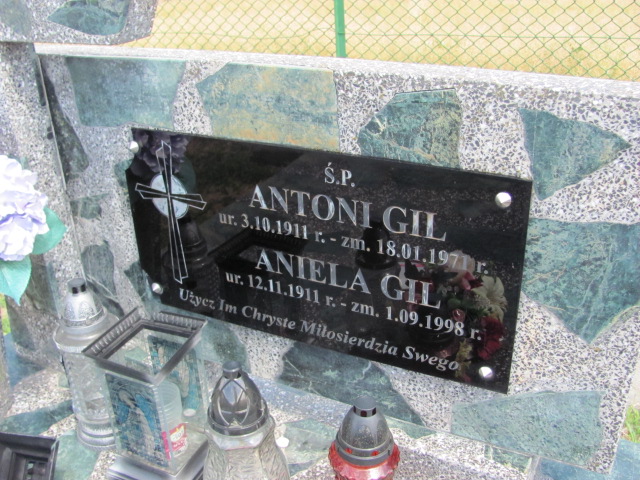 Ś.P.
ANTONI GIL
ur. 3.10.1911 r. - zm. 18.01.1971 r.
ANIELA GIL
ur. 12.11.1911 r. - zm. 1.09.1998 r.
Użycz Im Chryste Miłosierdzia Swego